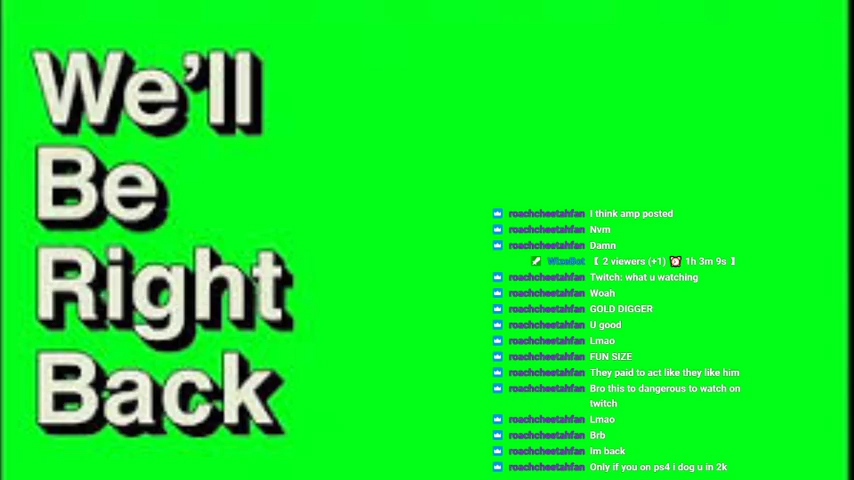 We'll
Be
Right
Back
roachcheetahfan I think amp posted
roachcheetahfan Nvm
roachcheetahfan Damn
WizeBot 【 2 viewers (+1) ⏰ 1h 3m 9s 】
roachcheetahfan Twitch: what u watching
roachcheetahfan Woah
roachcheetahfan GOLD DIGGER
roachcheetahfan U good
roachcheetahfan Lmao
roachcheetahfan FUN SIZE
roachcheetahfan They paid to act like they like him
roachcheetahfan Bro this to dangerous to watch on
twitch
roachcheetahfan Lmao
roachcheetahfan Brb
roachcheetahfan Im back
roachcheetahfan Only if you on ps4 i dog u in 2k